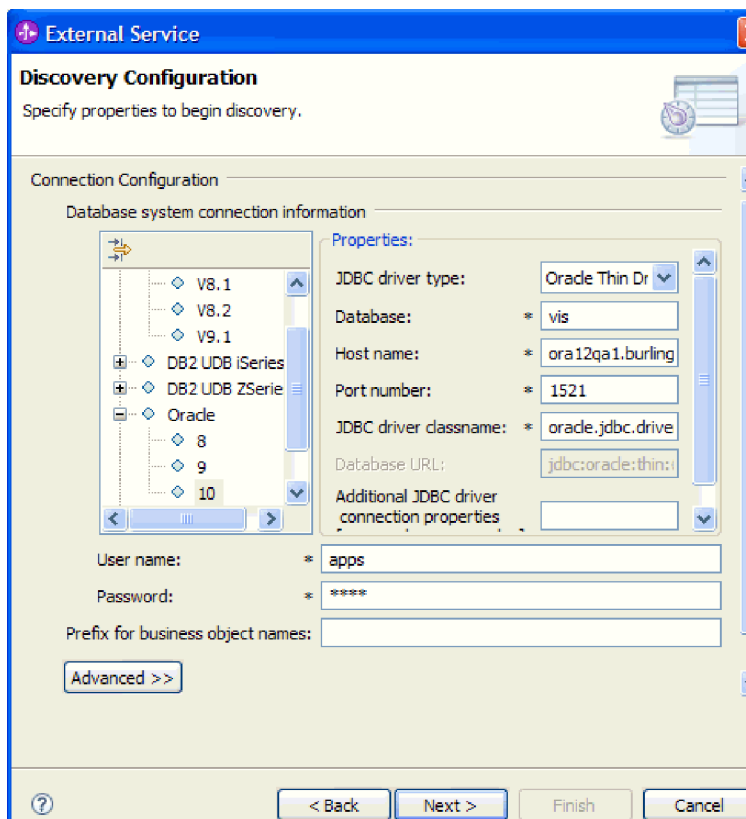 External Service
Discovery Configuration
Specify properties to begin discovery.
Connection Configuration
Database system connection information
V8.1
V8.2
V9.1
DB2 UDB iSeries
DB2 UDB ZSerie
Oracle
8
9
10
Properties:
JDBC driver type: Oracle Thin Dr
Database: * vis
Host name: * ora12qa1.burling
Port number: * 1521
JDBC driver classname: * oracle.jdbc.drive
Database URL: jdbc:oracle:thin:
Additional JDBC driver
connection properties
User name: * apps
Password: * ****
Prefix for business object names:
Advanced >>
< Back Next > Finish Cancel